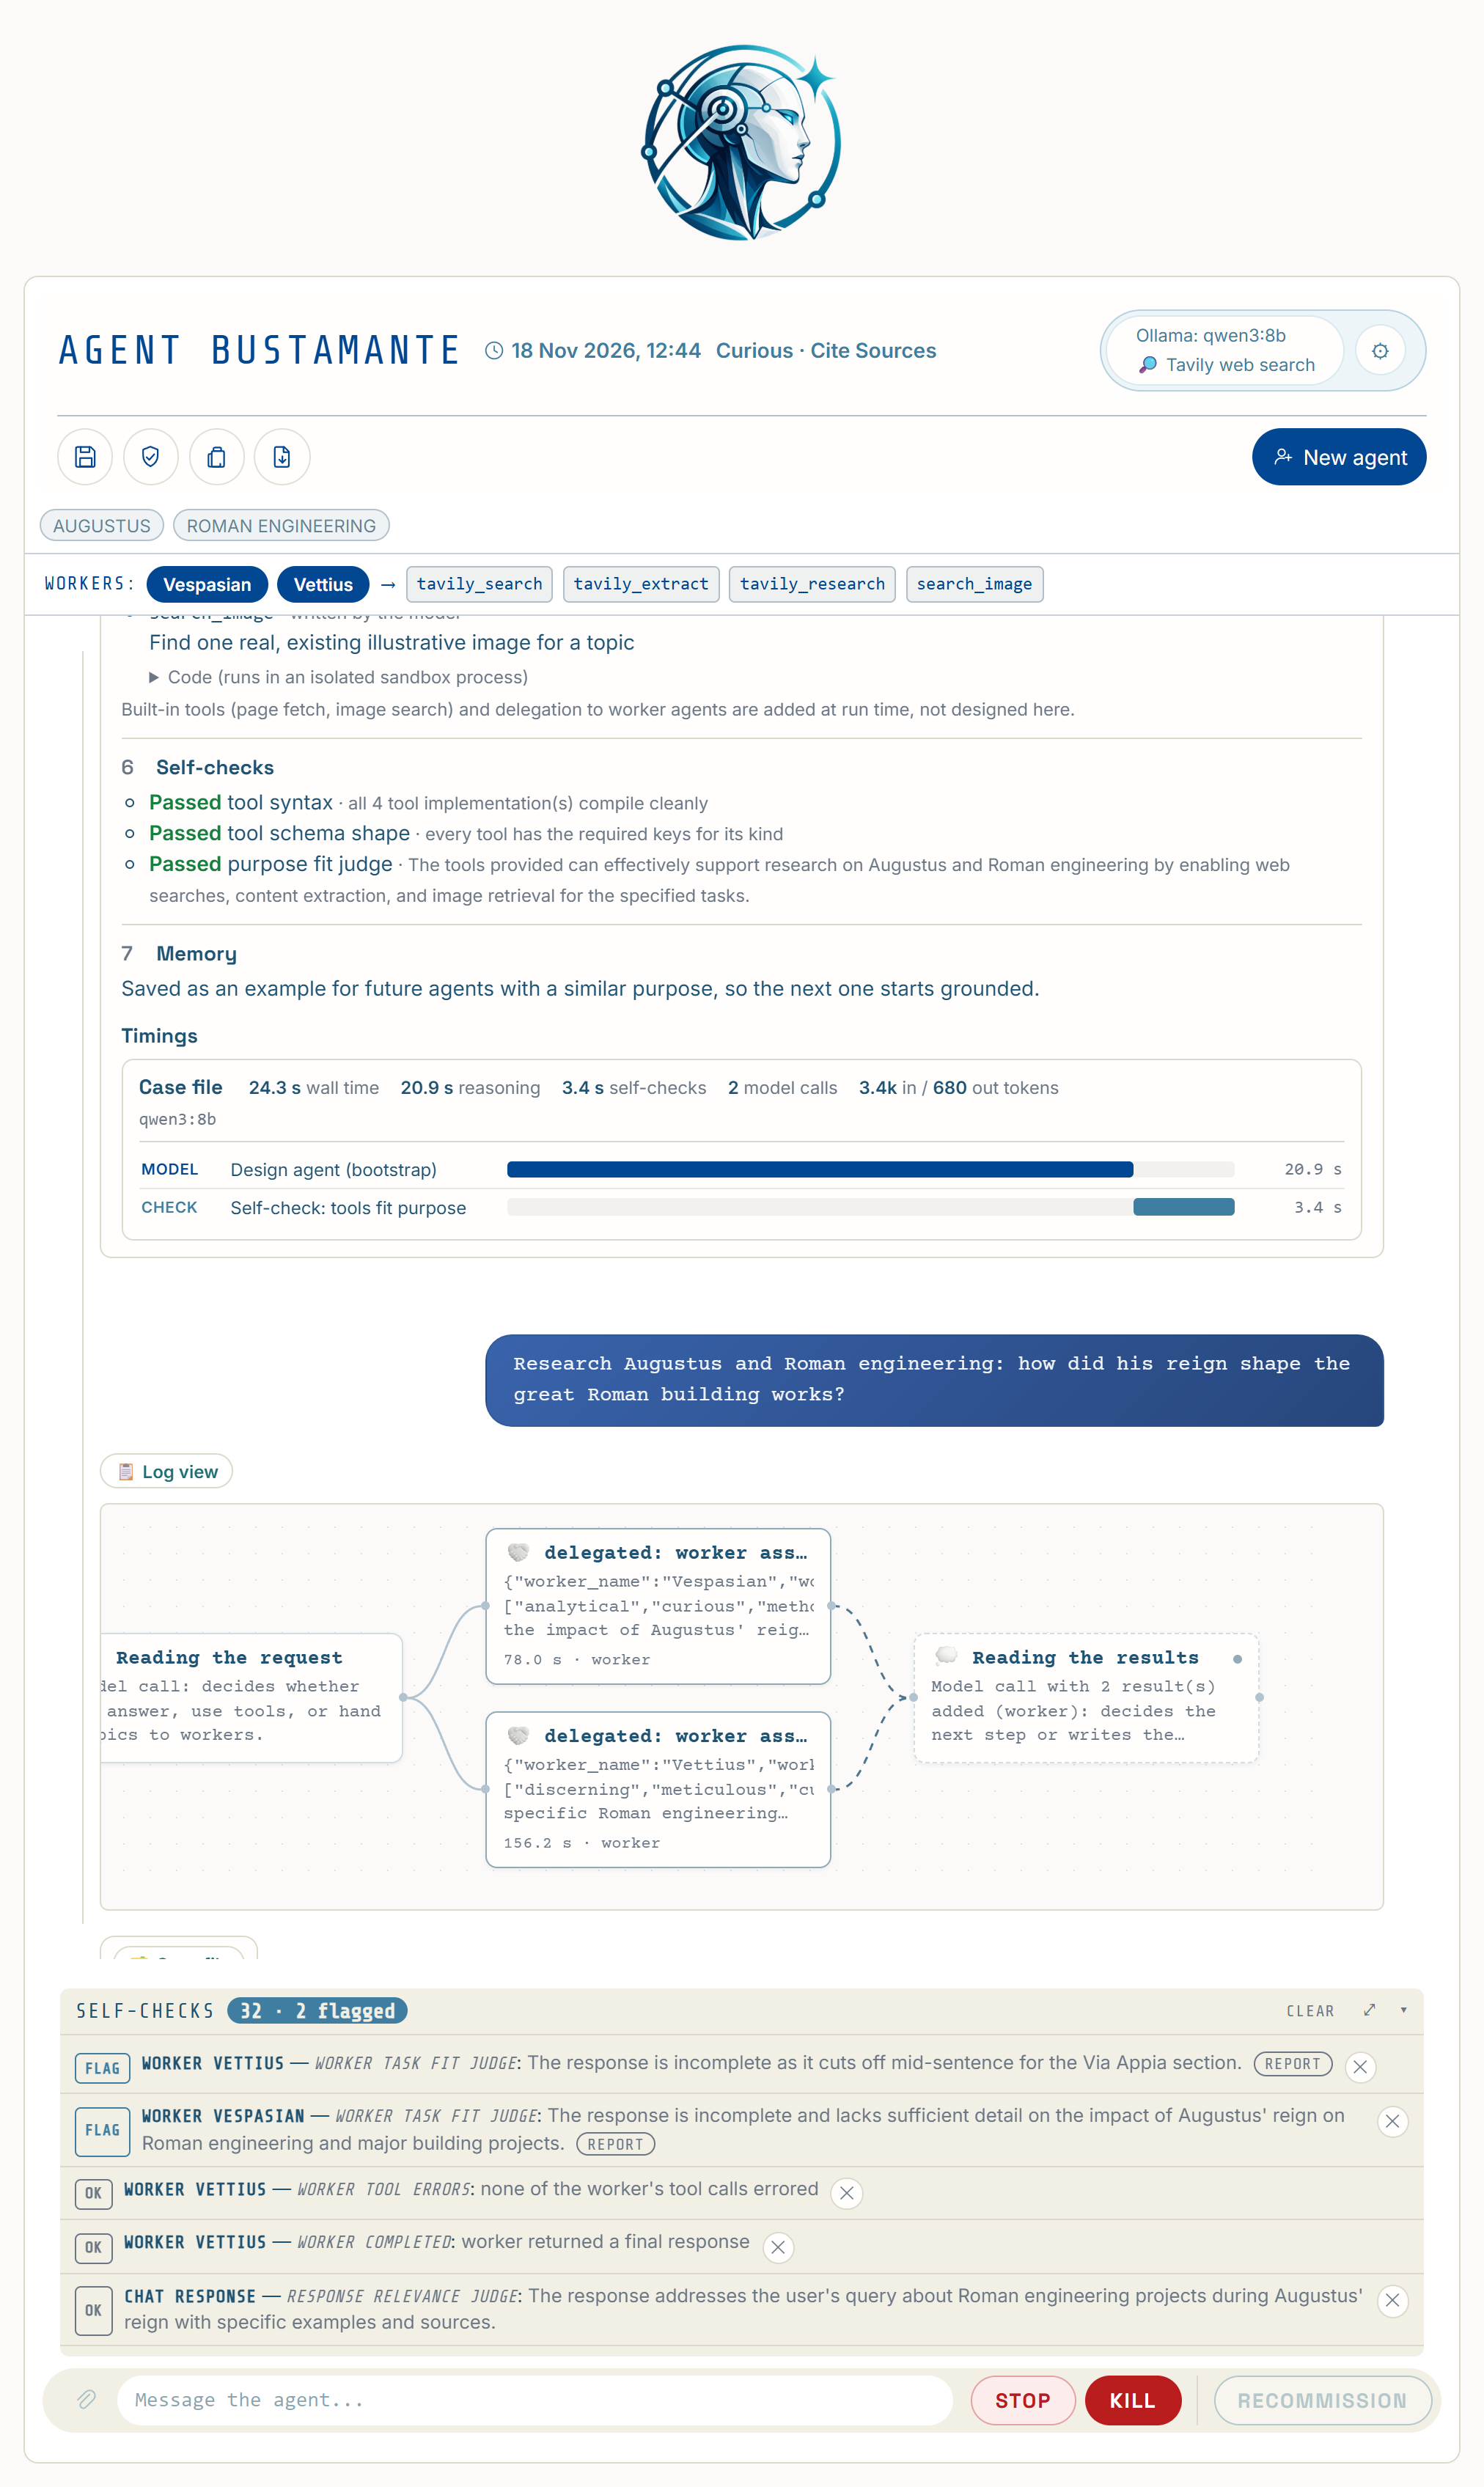 AGENT BUSTAMANTE
18 Nov 2026, 12:44 Curious · Cite Sources
Ollama: qwen3:8b
Tavily web search
New agent
AUGUSTUS
ROMAN ENGINEERING
WORKERS: Vespasian Vettius → tavily_search tavily_extract tavily_research search_image
search_image written by the model
Find one real, existing illustrative image for a topic
Code (runs in an isolated sandbox process)
Built-in tools (page fetch, image search) and delegation to worker agents are added at run time, not designed here.
6 Self-checks
Passed tool syntax · all 4 tool implementation(s) compile cleanly
Passed tool schema shape · every tool has the required keys for its kind
Passed purpose fit judge · The tools provided can effectively support research on Augustus and Roman engineering by enabling web
searches, content extraction, and image retrieval for the specified tasks.
7 Memory
Saved as an example for future agents with a similar purpose, so the next one starts grounded.
Timings
Case file 24.3 s wall time 20.9 s reasoning 3.4 s self-checks 2 model calls 3.4k in / 680 out tokens
qwen3:8b
MODEL Design agent (bootstrap) 20.9 s
CHECK Self-check: tools fit purpose 3.4 s
Research Augustus and Roman engineering: how did his reign shape the
great Roman building works?
Log view
Reading the request
del call: decides whether
answer, use tools, or hand
pics to workers.
delegated: worker ass…
{"worker_name":"Vespasian","wo
["analytical","curious","metho
the impact of Augustus' reig…
78.0 s · worker
delegated: worker ass…
{"worker_name":"Vettius","work
["discerning","meticulous","cu
specific Roman engineering…
156.2 s · worker
Reading the results
Model call with 2 result(s)
added (worker): decides the
next step or writes the…
SELF-CHECKS 32 · 2 flagged CLEAR
FLAG WORKER VETTIUS — WORKER TASK FIT JUDGE: The response is incomplete as it cuts off mid-sentence for the Via Appia section. REPORT
FLAG WORKER VESPASIAN — WORKER TASK FIT JUDGE: The response is incomplete and lacks sufficient detail on the impact of Augustus' reign on
Roman engineering and major building projects. REPORT
OK WORKER VETTIUS — WORKER TOOL ERRORS: none of the worker's tool calls errored
OK WORKER VETTIUS — WORKER COMPLETED: worker returned a final response
OK CHAT RESPONSE — RESPONSE RELEVANCE JUDGE: The response addresses the user's query about Roman engineering projects during Augustus'
reign with specific examples and sources.
Message the agent... STOP KILL RECOMMISSION